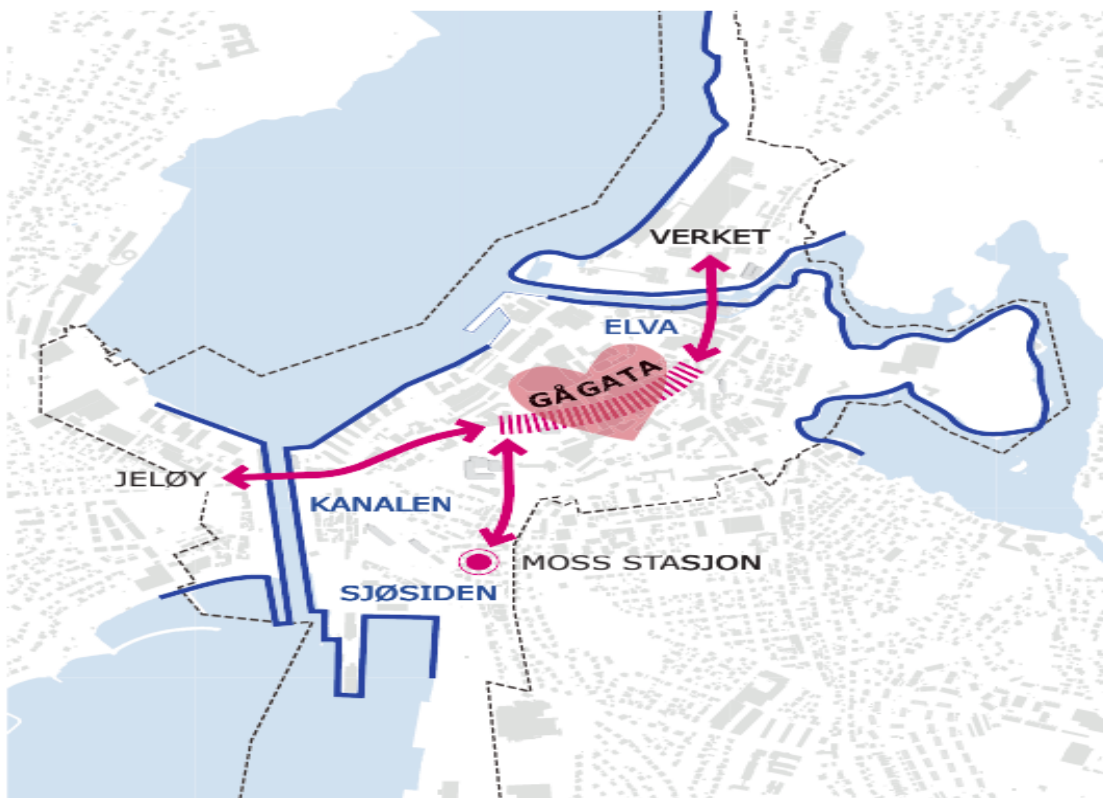 VERKET
ELVA
GÅGATA
JELØY
KANALEN
MOSS STASJON
SJØSIDEN